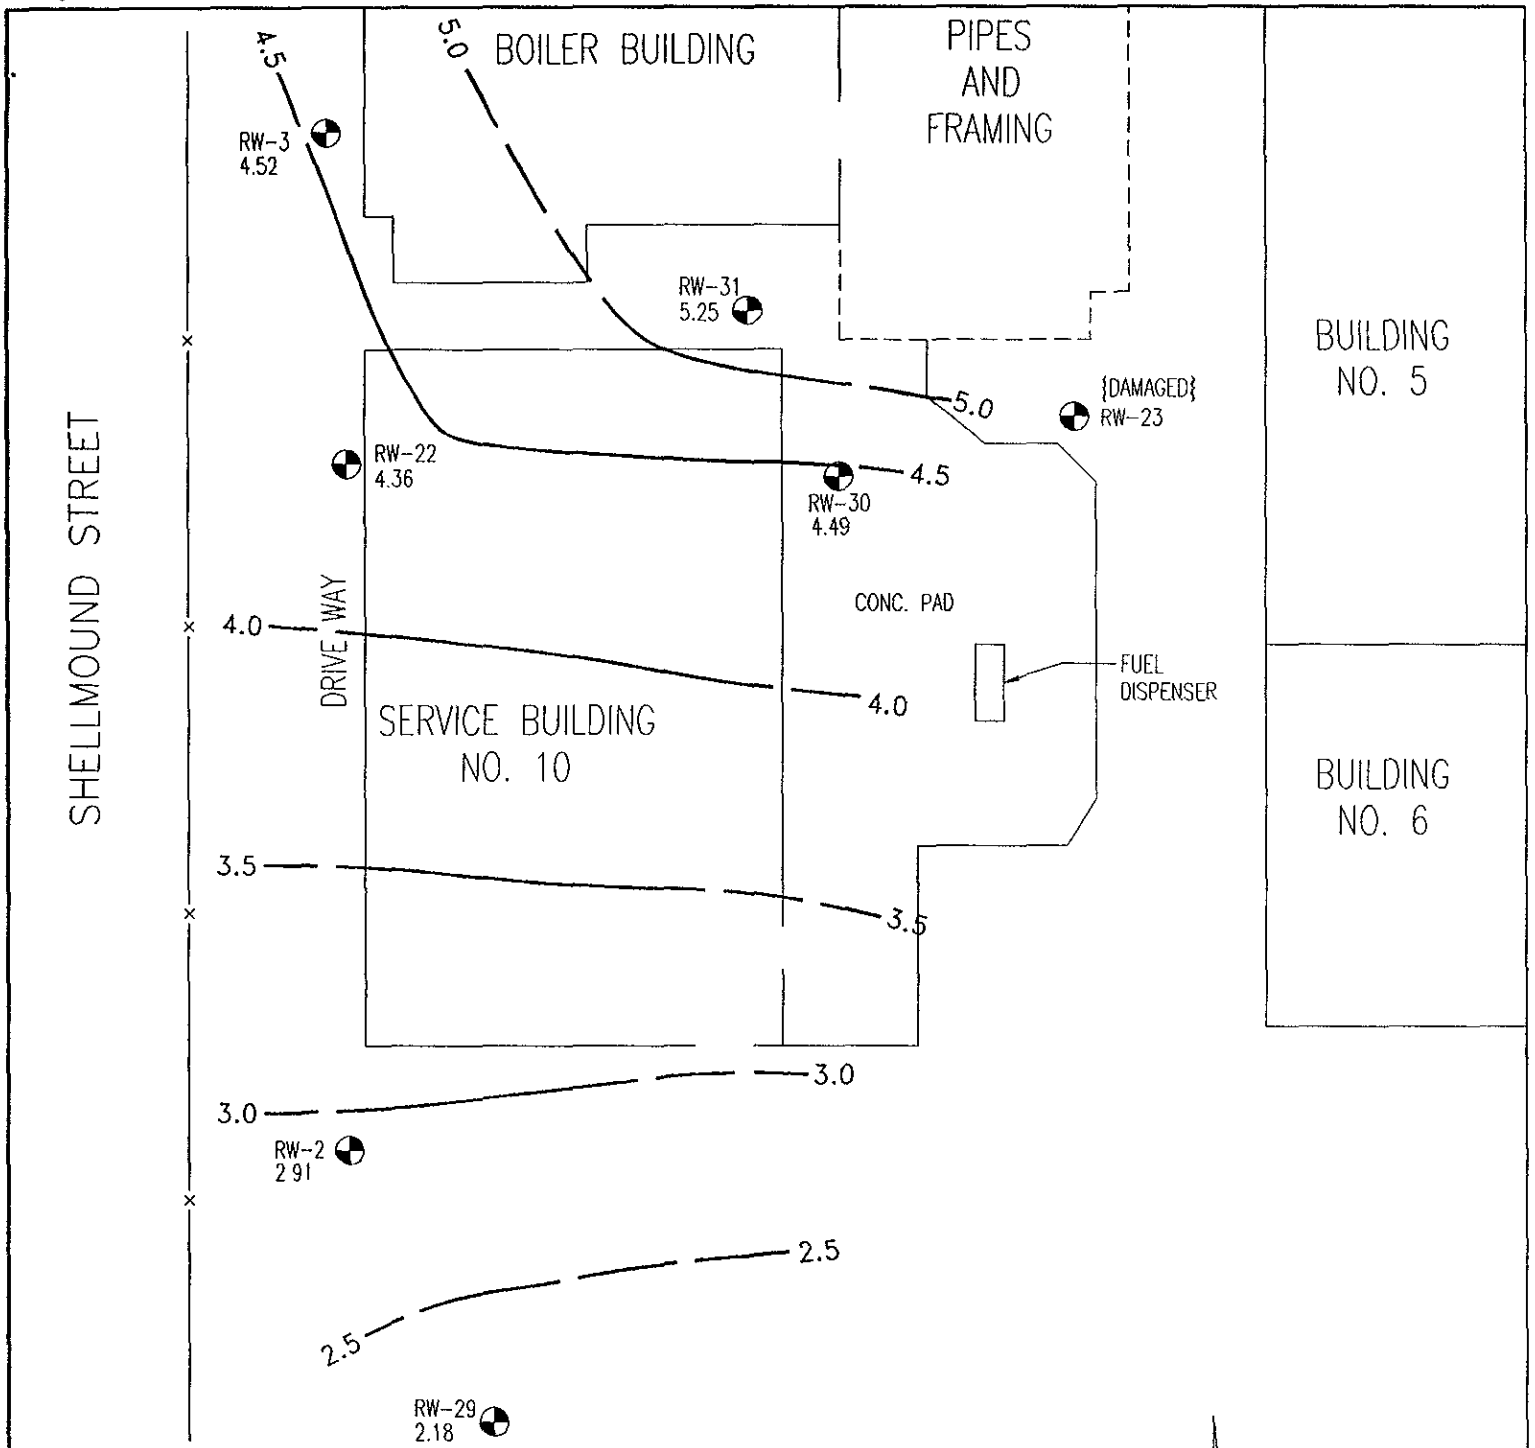 4.5
5.0
BOILER BUILDING
PIPES
AND
FRAMING
RW-3
4.52
RW-31
5.25
BUILDING
NO. 5
{DAMAGED}
RW-23
5.0
SHELLMOUND STREET
RW-22
4.36
4.5
RW-30
4.49
DRIVE WAY
CONC. PAD
4.0
FUEL
DISPENSER
4.0
SERVICE BUILDING
NO. 10
BUILDING
NO. 6
3.5
3.5
3.0
3.0
RW-2
2 91
2.5
2.5
RW-29
2.18